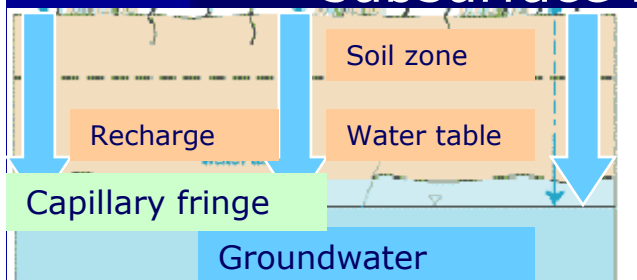 Soil zone
Recharge
Water table
Capillary fringe
Groundwater